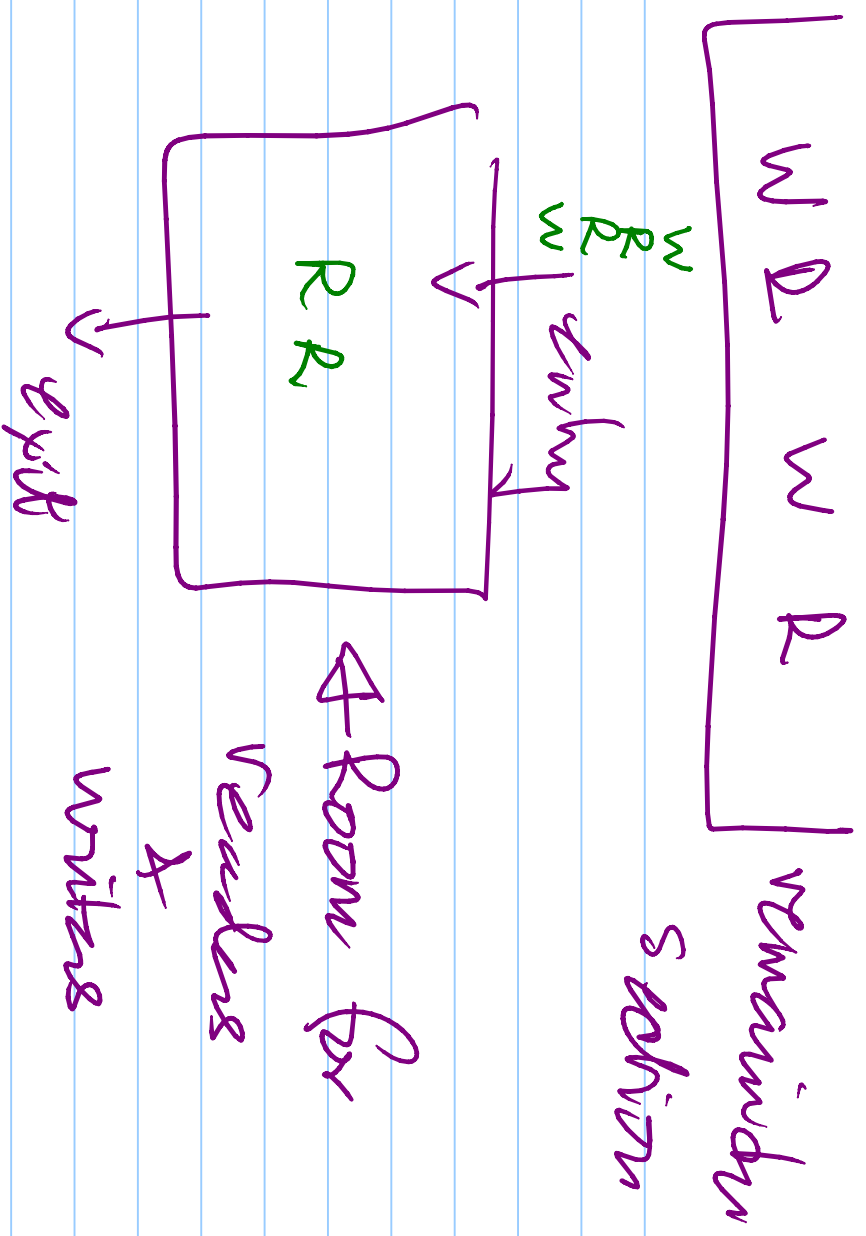 W R W R
remainder
section
W R R W
entry
R R
Room for
readers
+
writers
exit